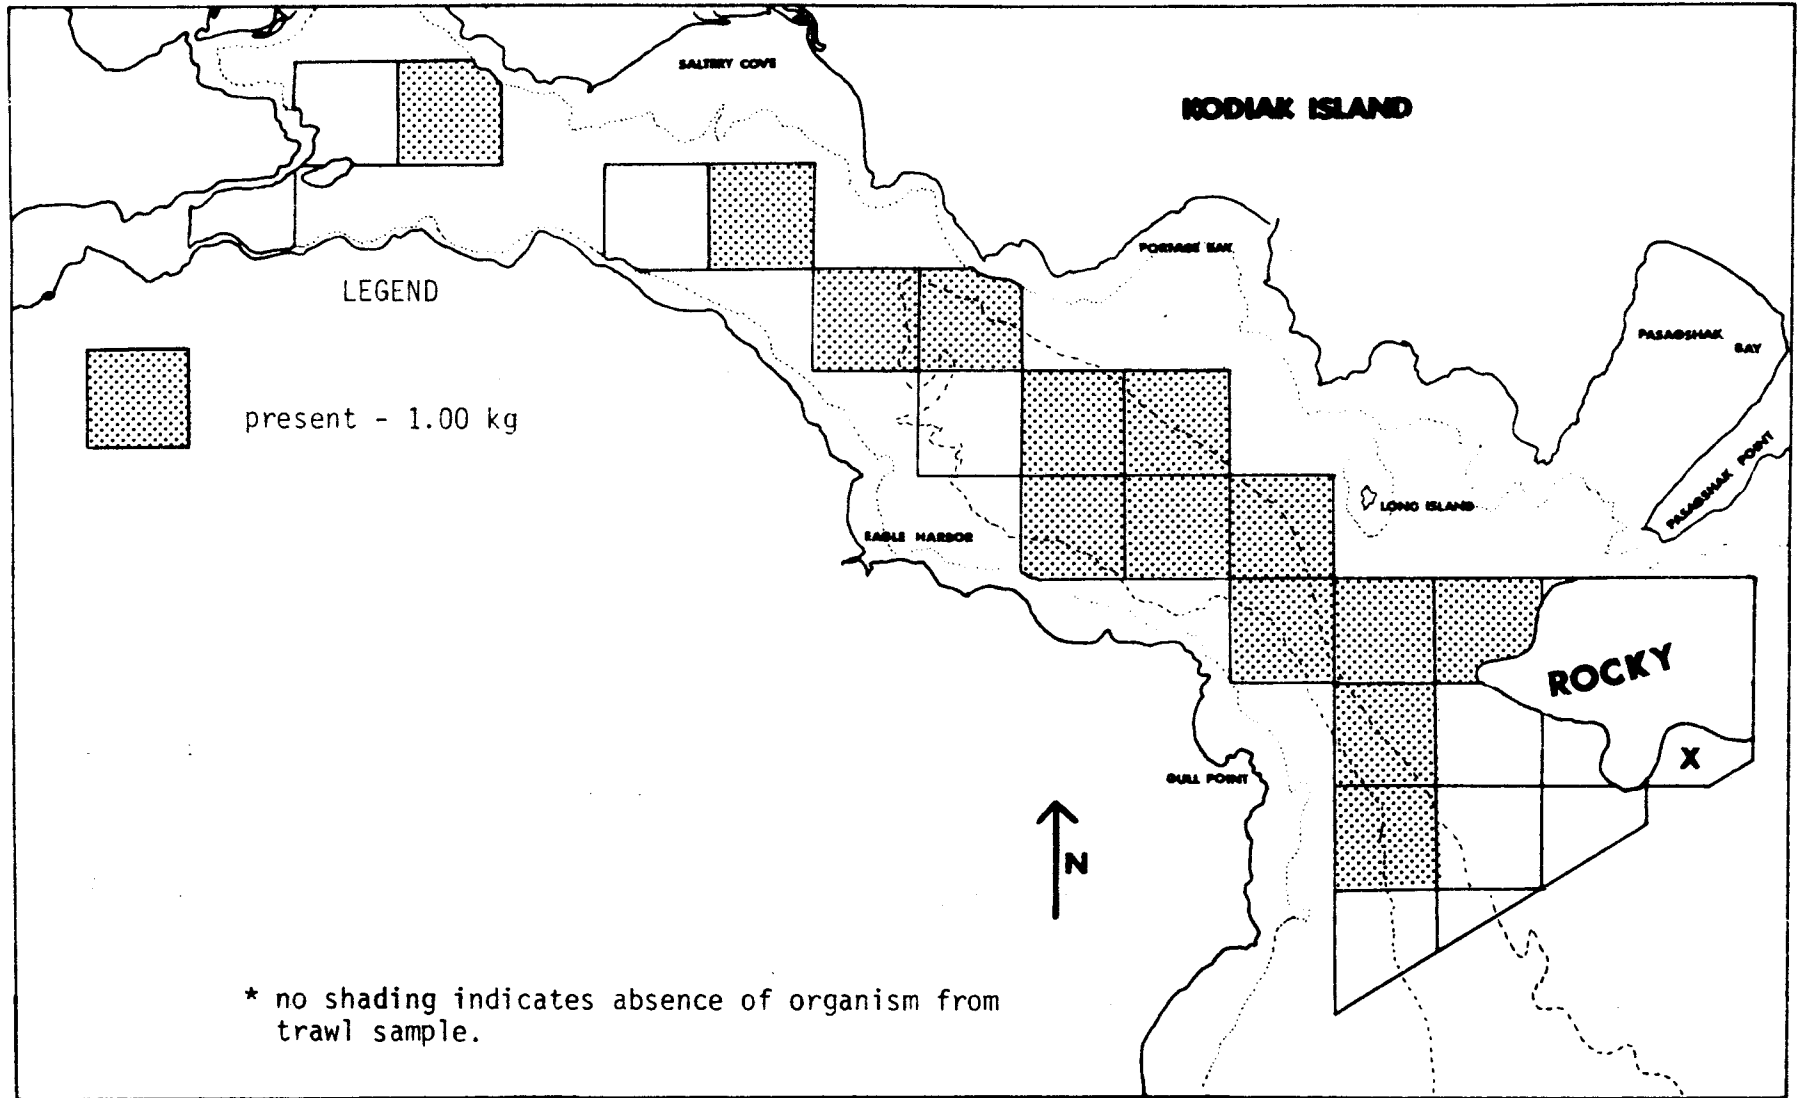 SALTERY COVE
KODIAK ISLAND
PORTAGE BAY
LEGEND
PASAGSHAK
BAY
present - 1.00 kg
PASAGSHAK POINT
LONG ISLAND
EAGLE HARBOR
ROCKY
X
GULL POINT
N
* no shading indicates absence of organism from
trawl sample.